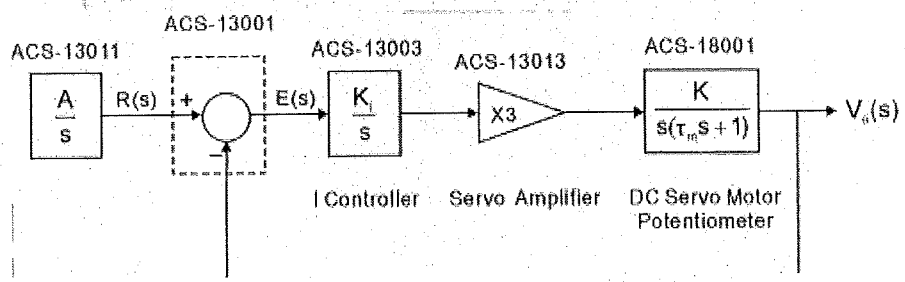 ACS-13011
ACS-13001
ACS-13003
ACS-13013
ACS-18001
A
s
R(s)
+
−
E(s)
Kᵢ
s
X3
K
s(τₘs+1)
Vₐ(s)
I Controller
Servo Amplifier
DC Servo Motor
Potentiometer